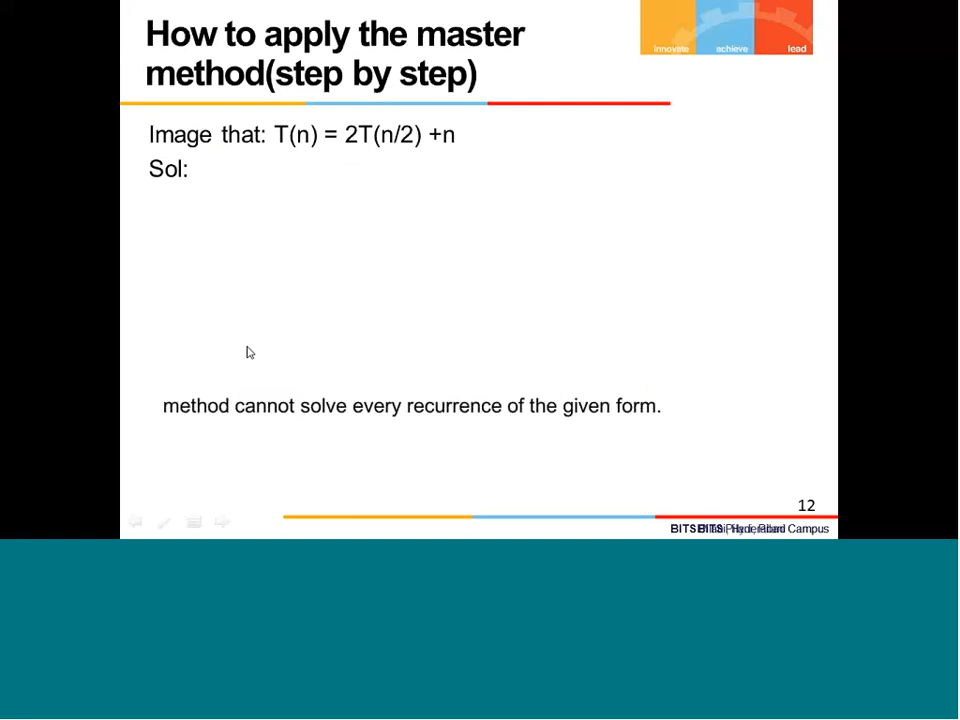 How to apply the master
method(step by step)
innovate achieve lead
Image that: T(n) = 2T(n/2) +n
Sol:
method cannot solve every recurrence of the given form.
12
Campus